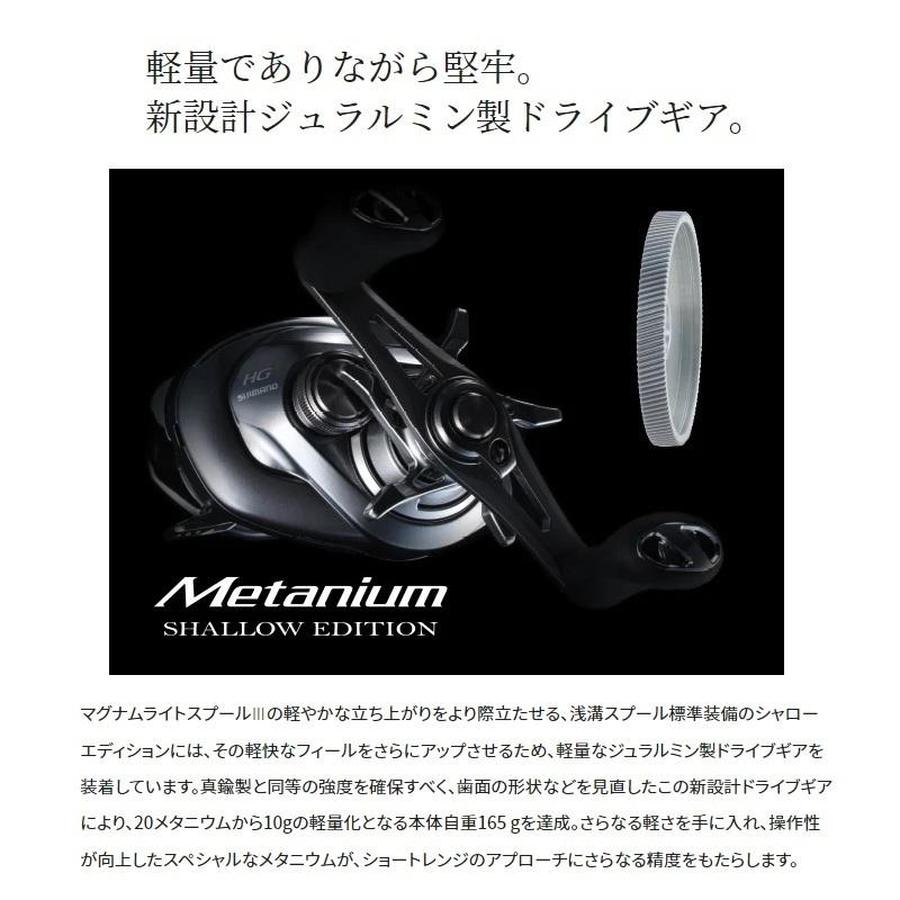 軽量でありながら堅牢。
新設計ジュラルミン製ドライブギア。
HG
SHIMANO
Metanium
SHALLOW EDITION
マグナムライトスプールⅢの軽やかな立ち上がりをより際立たせる、浅溝スプール標準装備のシャロー
エディションには、その軽快なフィールをさらにアップさせるため、軽量なジュラルミン製ドライブギアを
装着しています。真鍮製と同等の強度を確保すべく、歯面の形状などを見直したこの新設計ドライブギア
により、20メタニウムから10gの軽量化となる本体自重165 gを達成。さらなる軽さを手に入れ、操作性
が向上したスペシャルなメタニウムが、ショートレンジのアプローチにさらなる精度をもたらします。